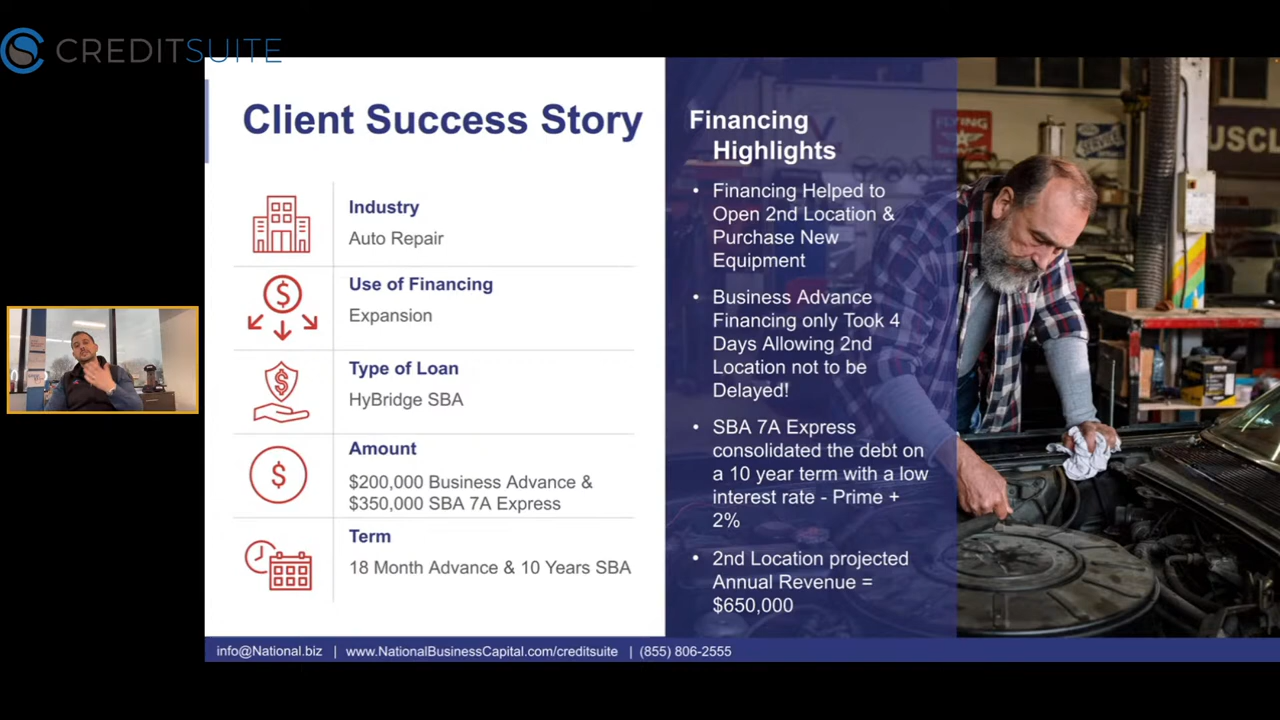 CREDITSUITE
Client Success Story
Industry
Auto Repair
Use of Financing
Expansion
Type of Loan
HyBridge SBA
Amount
$200,000 Business Advance &
$350,000 SBA 7A Express
Term
18 Month Advance & 10 Years SBA
Financing
Highlights
• Financing Helped to
Open 2nd Location &
Purchase New
Equipment
• Business Advance
Financing only Took 4
Days Allowing 2nd
Location not to be
Delayed!
• SBA 7A Express
consolidated the debt on
a 10 year term with a low
interest rate - Prime +
2%
• 2nd Location projected
Annual Revenue =
$650,000
FLYING
MUSCL
info@National.biz | www.NationalBusinessCapital.com/creditsuite | (855) 806-2555